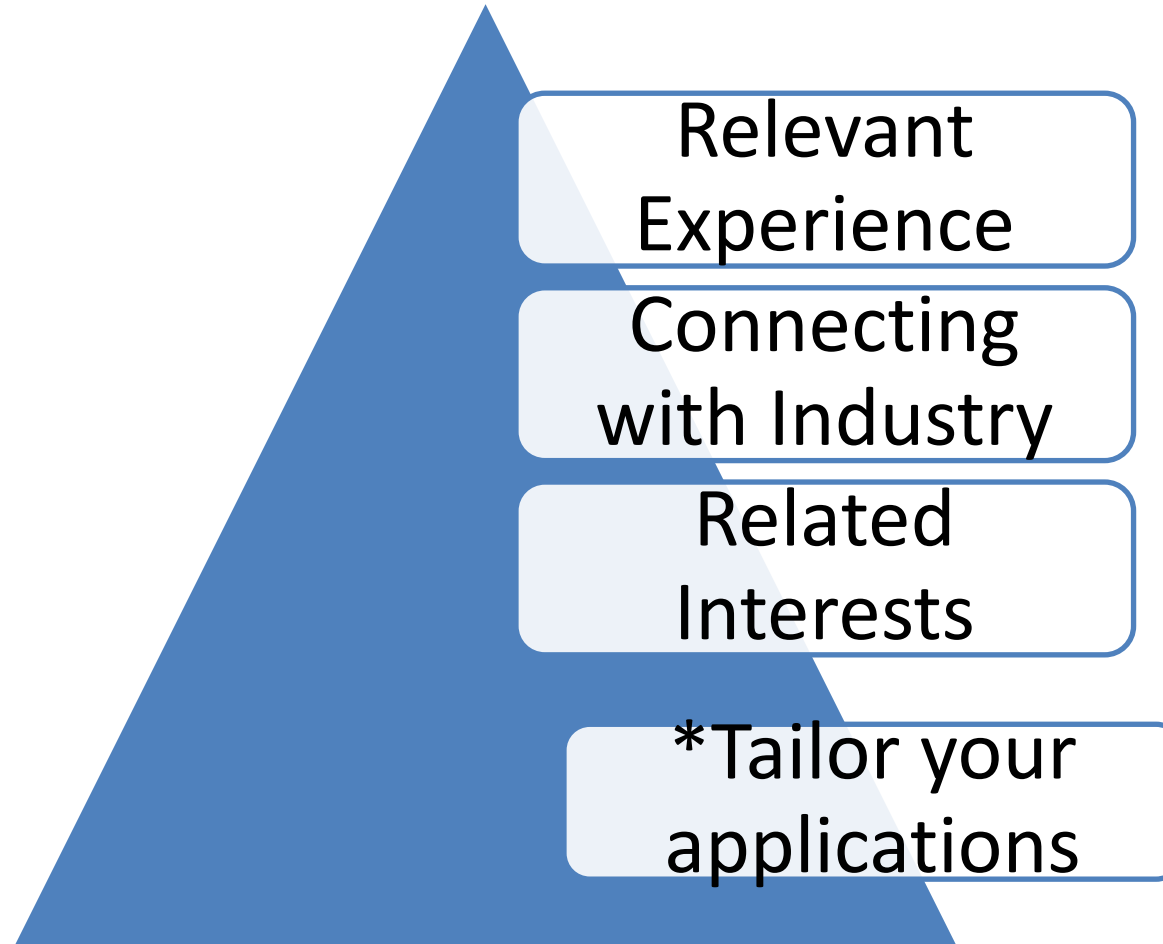 Relevant
Experience
Connecting
with Industry
Related
Interests
*Tailor your
applications